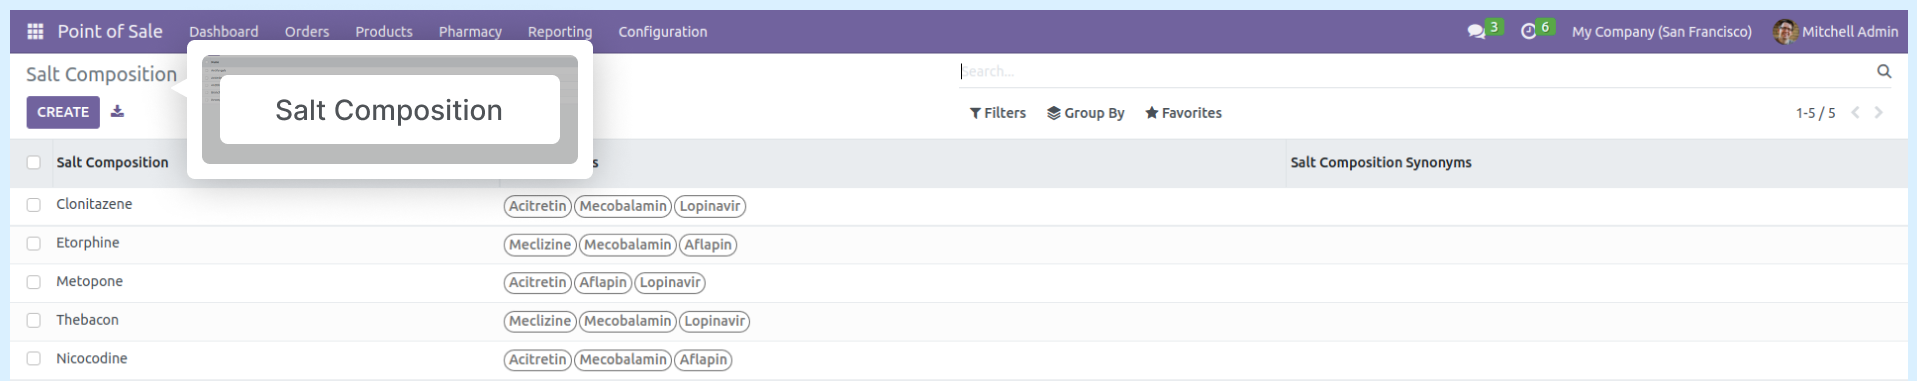 Point of Sale Dashboard Orders Products Pharmacy Reporting Configuration 3 6 My Company (San Francisco) Mitchell Admin
Salt Composition Search...
Salt Composition
CREATE Filters Group By Favorites 1-5 / 5
Salt Composition s Salt Composition Synonyms
Clonitazene Acitretin Mecobalamin Lopinavir
Etorphine Meclizine Mecobalamin Aflapin
Metopone Acitretin Aflapin Lopinavir
Thebacon Meclizine Mecobalamin Lopinavir
Nicocodine Acitretin Mecobalamin Aflapin